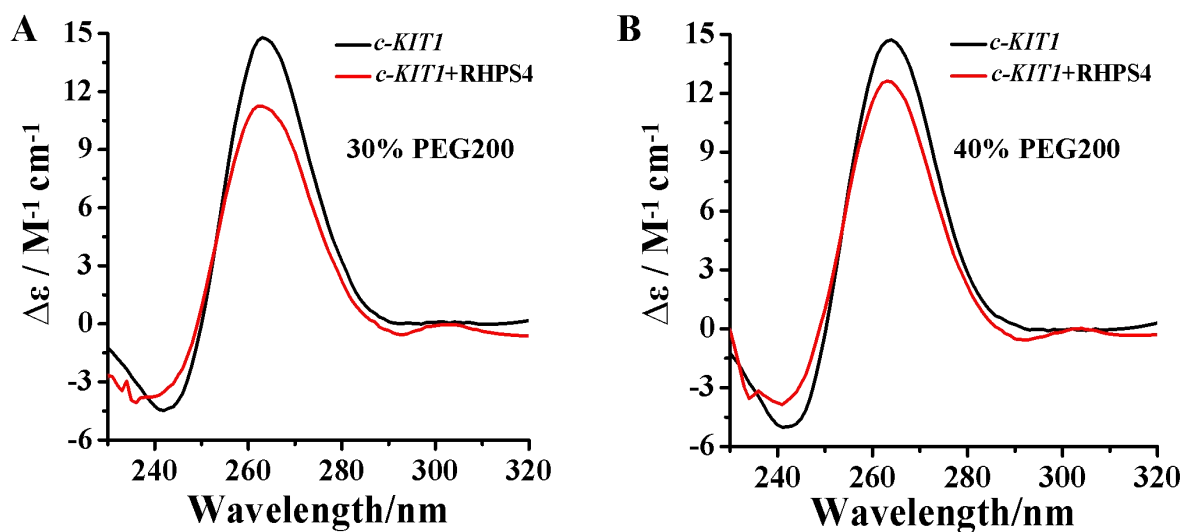 A
c-KIT1
c-KIT1+RHPS4
30% PEG200
Δε / M⁻¹ cm⁻¹
15
12
9
6
3
0
-3
-6
240 260 280 300 320
Wavelength/nm
B
c-KIT1
c-KIT1+RHPS4
40% PEG200
Δε / M⁻¹ cm⁻¹
15
12
9
6
3
0
-3
-6
240 260 280 300 320
Wavelength/nm